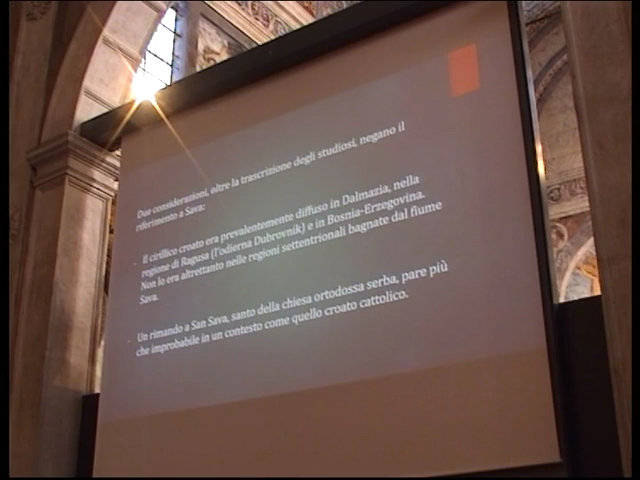 Due considerazioni, oltre la trascrizione degli studiosi, negano il
riferimento a Sava:
Il cirillico croato era prevalentemente diffuso in Dalmazia, nella
regione di Ragusa (l'odierna Dubrovnik) e in Bosnia-Erzegovina.
Non lo era altrettanto nelle regioni settentrionali bagnate dal fiume
Sava.
Un rimando a San Sava, santo della chiesa ortodossa serba, pare più
che improbabile in un contesto come quello croato cattolico.